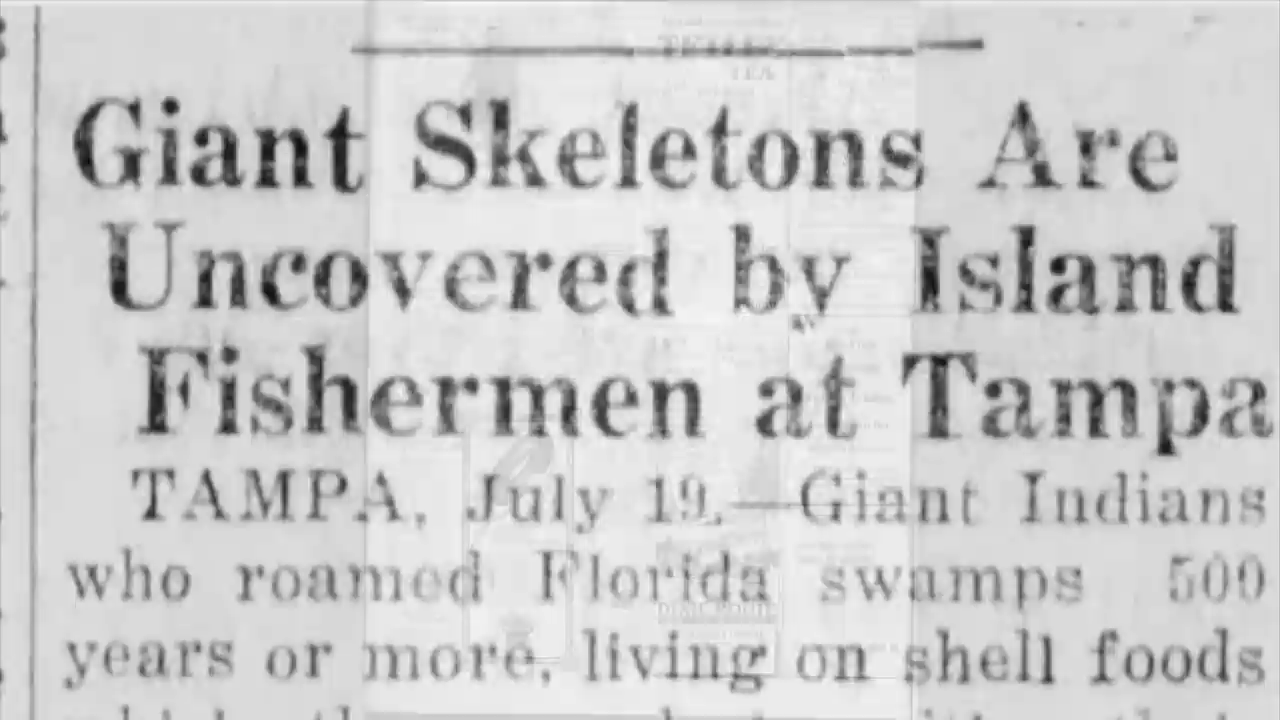 Giant Skeletons Are
Uncovered by Island
Fishermen at Tampa
TAMPA, July 19.—Giant Indians
who roamed Florida swamps 500
years or more, living on shell foods